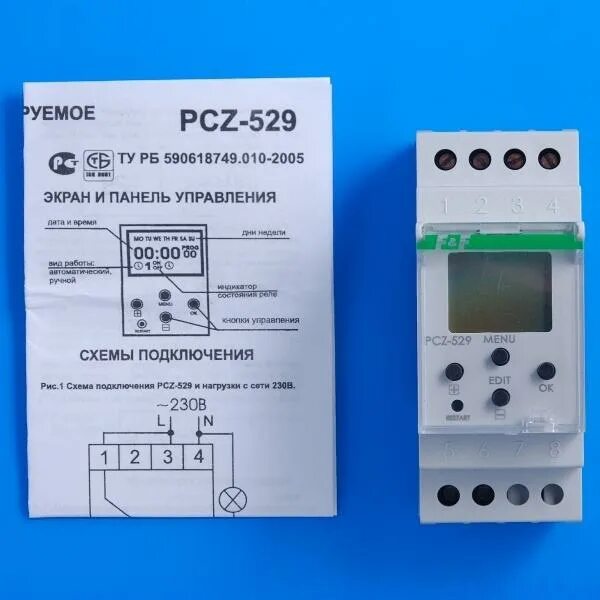 РУЕМОЕ PCZ-529
РСТ СТБ ТУ РБ 590618749.010-2005
ЭКРАН И ПАНЕЛЬ УПРАВЛЕНИЯ
дата и время
дни недели
MO TU WE TH FR SA SU
PROG
00:00 00
вид работы:
автоматический,
ручной
1
индикатор
состояния реле
MENU
OK
кнопки управления
RESTART
СХЕМЫ ПОДКЛЮЧЕНИЯ
Рис.1 Схема подключения PCZ-529 и нагрузки с сети 230В.
~230В
L N
1 2 3 4
1 2 3 4
F&F
PCZ-529 MENU
EDIT OK
RESTART
5 6 7 8